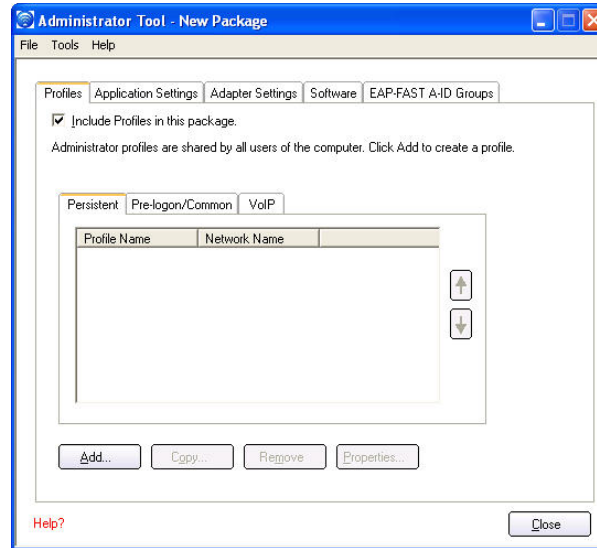 Administrator Tool - New Package
File Tools Help
Profiles Application Settings Adapter Settings Software EAP-FAST A-ID Groups
Include Profiles in this package.
Administrator profiles are shared by all users of the computer. Click Add to create a profile.
Persistent Pre-logon/Common VoIP
Profile Name Network Name
Add... Copy... Remove Properties...
Help? Close